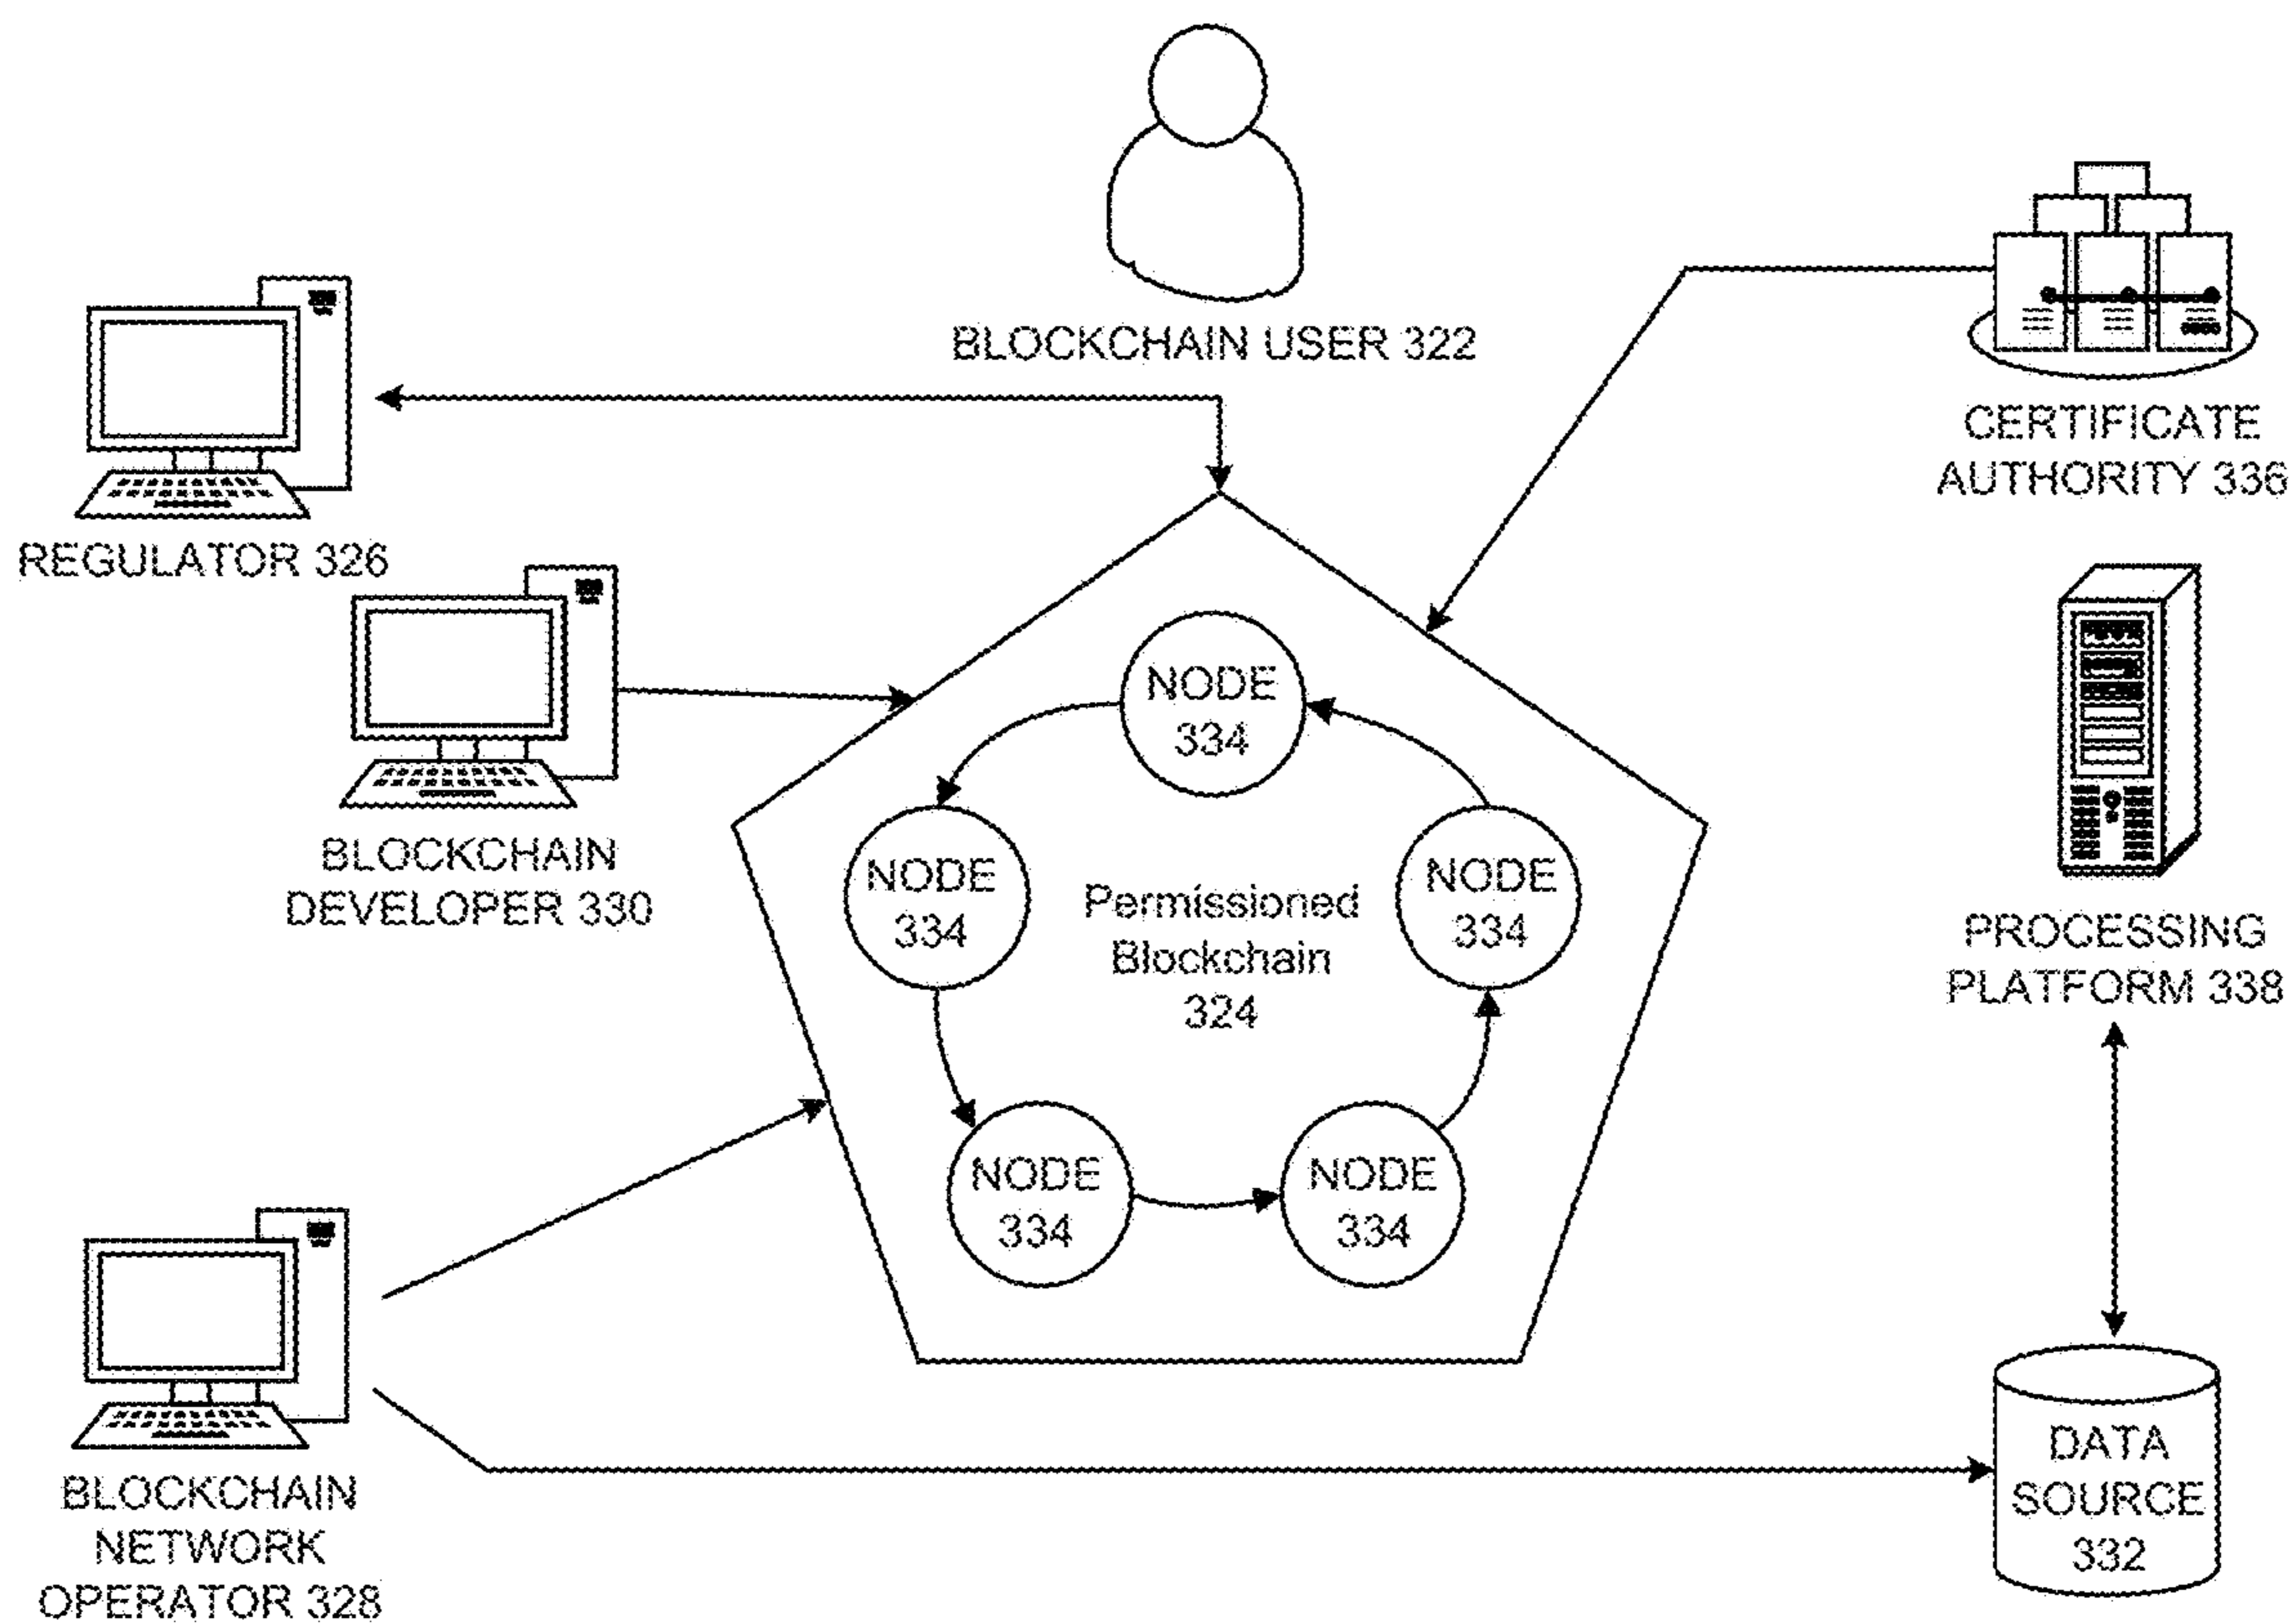 BLOCKCHAIN USER 322
CERTIFICATE
AUTHORITY 336
REGULATOR 326
BLOCKCHAIN
DEVELOPER 330
NODE
334
NODE
334
Permissioned
Blockchain
324
NODE
334
PROCESSING
PLATFORM 338
NODE
334
NODE
334
BLOCKCHAIN
NETWORK
OPERATOR 328
DATA
SOURCE
332